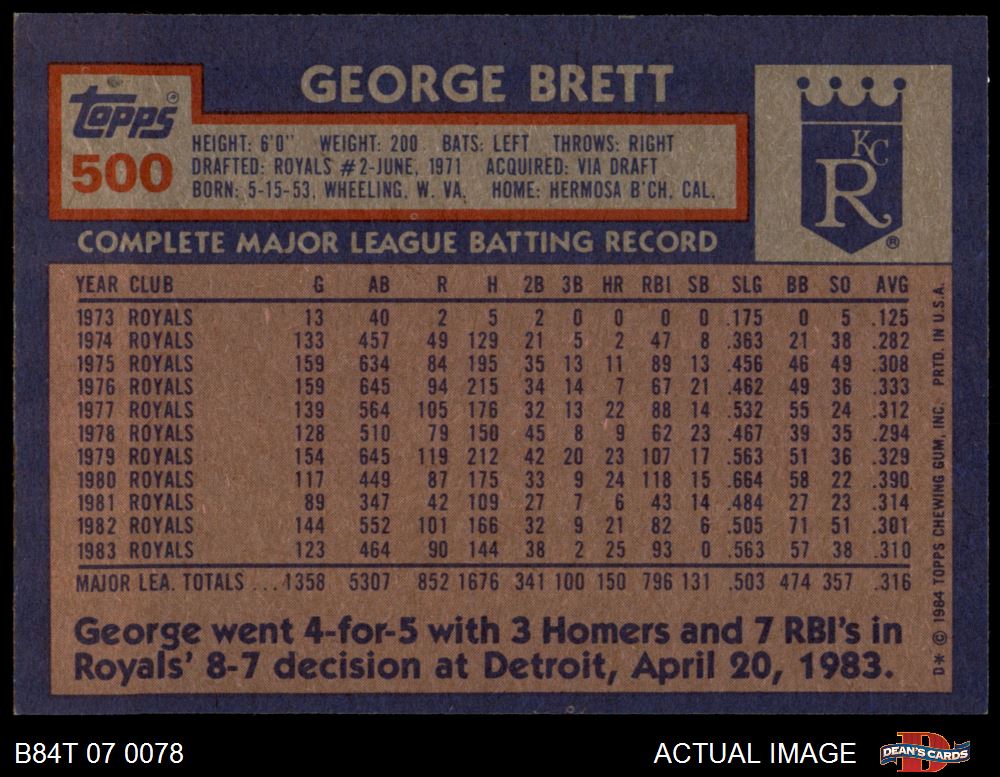 GEORGE BRETT
Topps ®
500
HEIGHT: 6'0" WEIGHT: 200 BATS: LEFT THROWS: RIGHT
DRAFTED: ROYALS #2-JUNE, 1971 ACQUIRED: VIA DRAFT
BORN: 5-15-53, WHEELING, W. VA. HOME: HERMOSA B'CH, CAL.
KC
R
®
COMPLETE MAJOR LEAGUE BATTING RECORD
YEAR CLUB G AB R H 2B 3B HR RBI SB SLG BB SO AVG
1973 ROYALS 13 40 2 5 2 0 0 0 0 .175 0 5 .125
1974 ROYALS 133 457 49 129 21 5 2 47 8 .363 21 38 .282
1975 ROYALS 159 634 84 195 35 13 11 89 13 .456 46 49 .308
1976 ROYALS 159 645 94 215 34 14 7 67 21 .462 49 36 .333
1977 ROYALS 139 564 105 176 32 13 22 88 14 .532 55 24 .312
1978 ROYALS 128 510 79 150 45 8 9 62 23 .467 39 35 .294
1979 ROYALS 154 645 119 212 42 20 23 107 17 .563 51 36 .329
1980 ROYALS 117 449 87 175 33 9 24 118 15 .664 58 22 .390
1981 ROYALS 89 347 42 109 27 7 6 43 14 .484 27 23 .314
1982 ROYALS 144 552 101 166 32 9 21 82 6 .505 71 51 .301
1983 ROYALS 123 464 90 144 38 2 25 93 0 .563 57 38 .310
MAJOR LEA. TOTALS ...1358 5307 852 1676 341 100 150 796 131 .503 474 357 .316
George went 4-for-5 with 3 Homers and 7 RBI's in
Royals' 8-7 decision at Detroit, April 20, 1983.
D* © 1984 TOPPS CHEWING GUM, INC. PRTD. IN U.S.A.
B84T 07 0078
ACTUAL IMAGE
D
DEAN'S CARDS